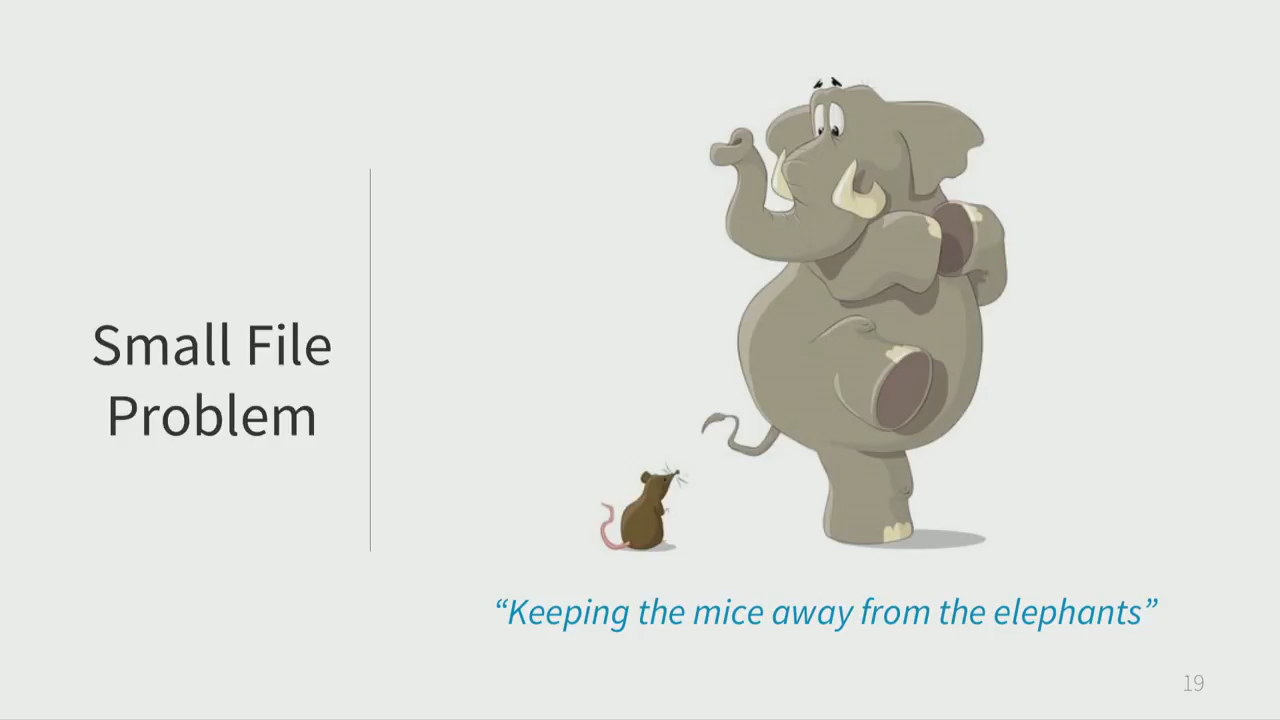 Small File
Problem
“Keeping the mice away from the elephants”
19